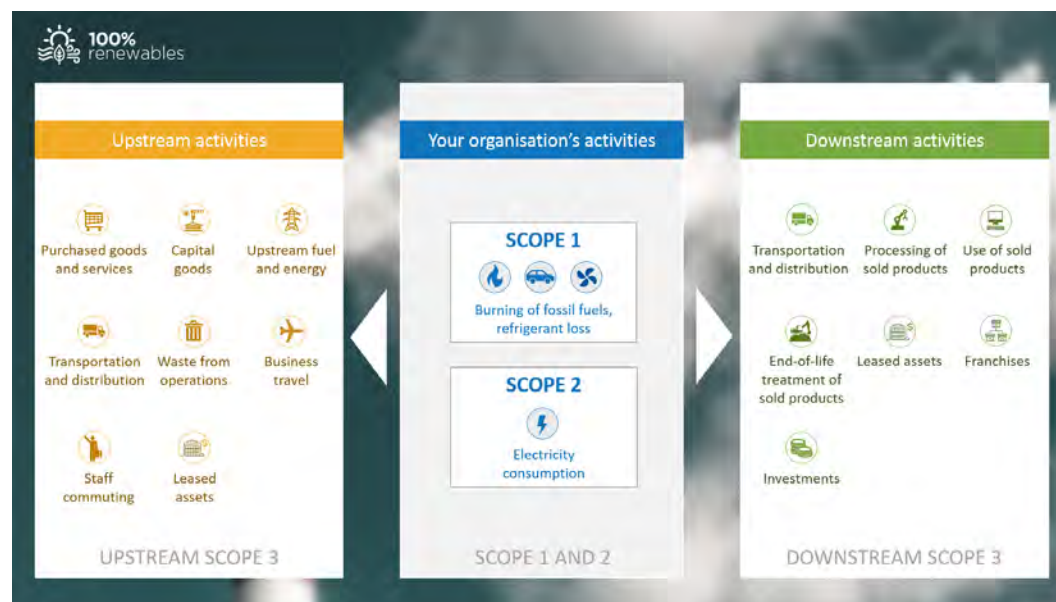 100%
renewables
Upstream activities
Purchased goods
and services
Capital
goods
Upstream fuel
and energy
Transportation
and distribution
Waste from
operations
Business
travel
Staff
commuting
Leased
assets
UPSTREAM SCOPE 3
Your organisation's activities
SCOPE 1
Burning of fossil fuels,
refrigerant loss
SCOPE 2
Electricity
consumption
SCOPE 1 AND 2
Downstream activities
Transportation
and distribution
Processing of
sold products
Use of sold
products
End-of-life
treatment of
sold products
Leased assets
Franchises
Investments
DOWNSTREAM SCOPE 3